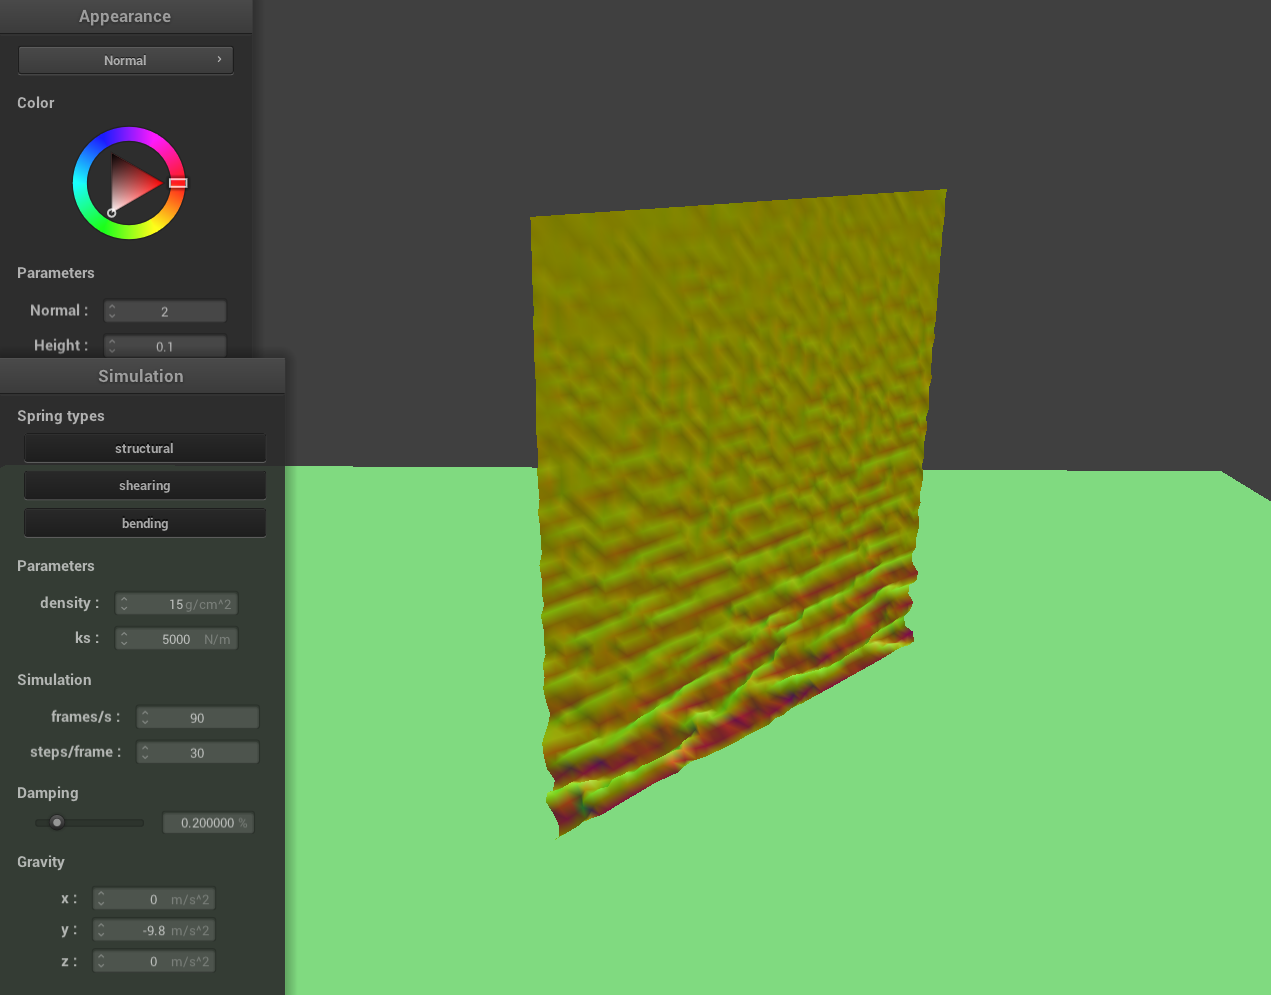 Appearance
Normal
Color
Parameters
Normal : 2
Height : 0.1
Simulation
Spring types
structural
shearing
bending
Parameters
density : 15 g/cm^2
ks : 5000 N/m
Simulation
frames/s : 90
steps/frame : 30
Damping
0.200000 %
Gravity
x : 0 m/s^2
y : -9.8 m/s^2
z : 0 m/s^2